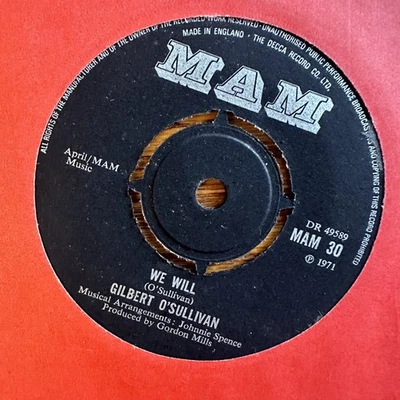 ALL RIGHTS OF THE MANUFACTURER AND OF THE OWNER OF THE RECORDED WORK RESERVED·UNAUTHORISED PUBLIC PERFORMANCE BROADCAST AND COPYING OF THIS RECORD PROHIBITED
MADE IN ENGLAND · THE DECCA RECORD CO. LTD.
MAM
April/MAM
Music
DR 49589
MAM 30
℗ 1971
WE WILL
(O'Sullivan)
GILBERT O'SULLIVAN
Musical Arrangements : Johnnie Spence
Produced by Gordon Mills